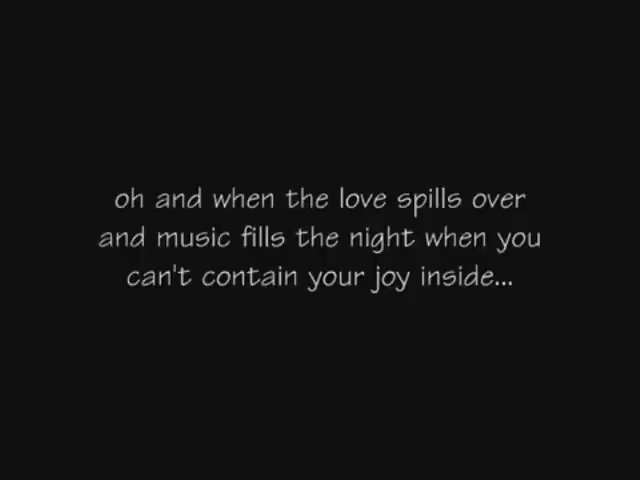 oh and when the love spills over
and music fills the night when you
can't contain your joy inside...